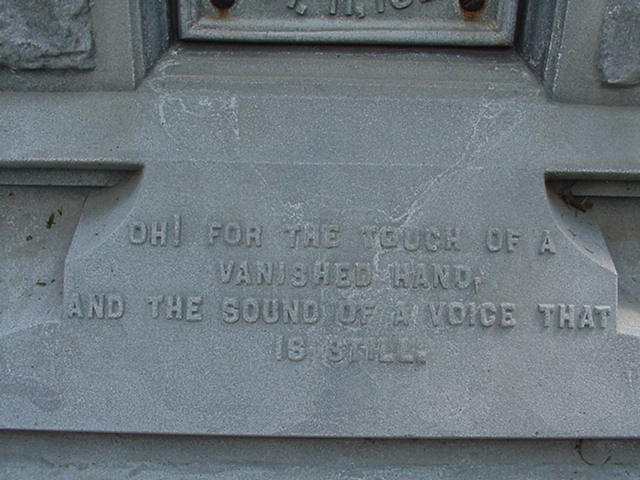 OH! FOR THE TOUCH OF A
VANISHED HAND,
AND THE SOUND OF A VOICE THAT
IS STILL.